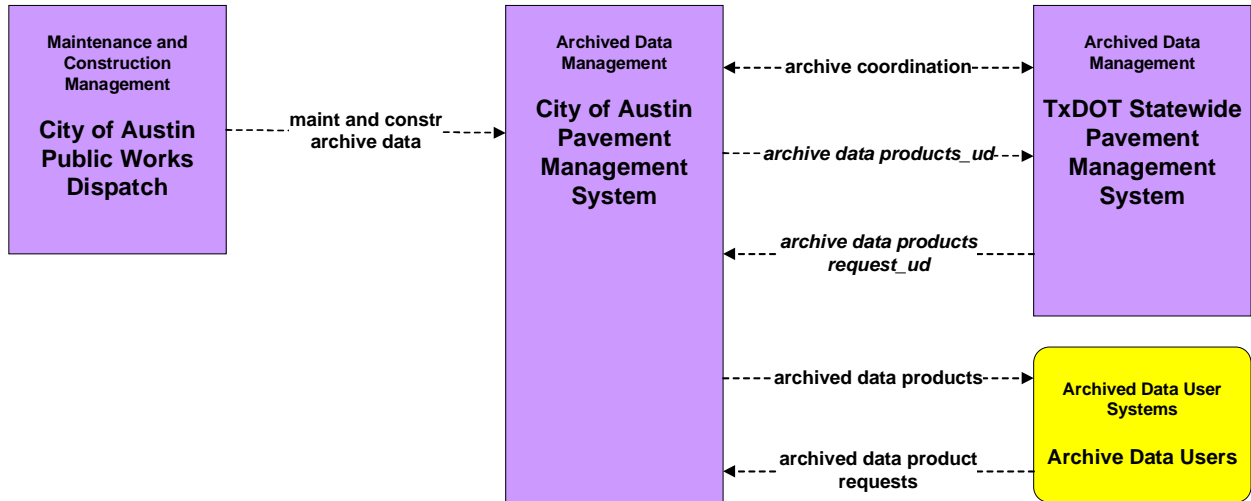 Maintenance and
Construction
Management
City of Austin
Public Works
Dispatch
maint and constr
archive data
Archived Data
Management
City of Austin
Pavement
Management
System
archive coordination
archive data products_ud
archive data products
request_ud
archived data products
archived data product
requests
Archived Data
Management
TxDOT Statewide
Pavement
Management
System
Archived Data User
Systems
Archive Data Users